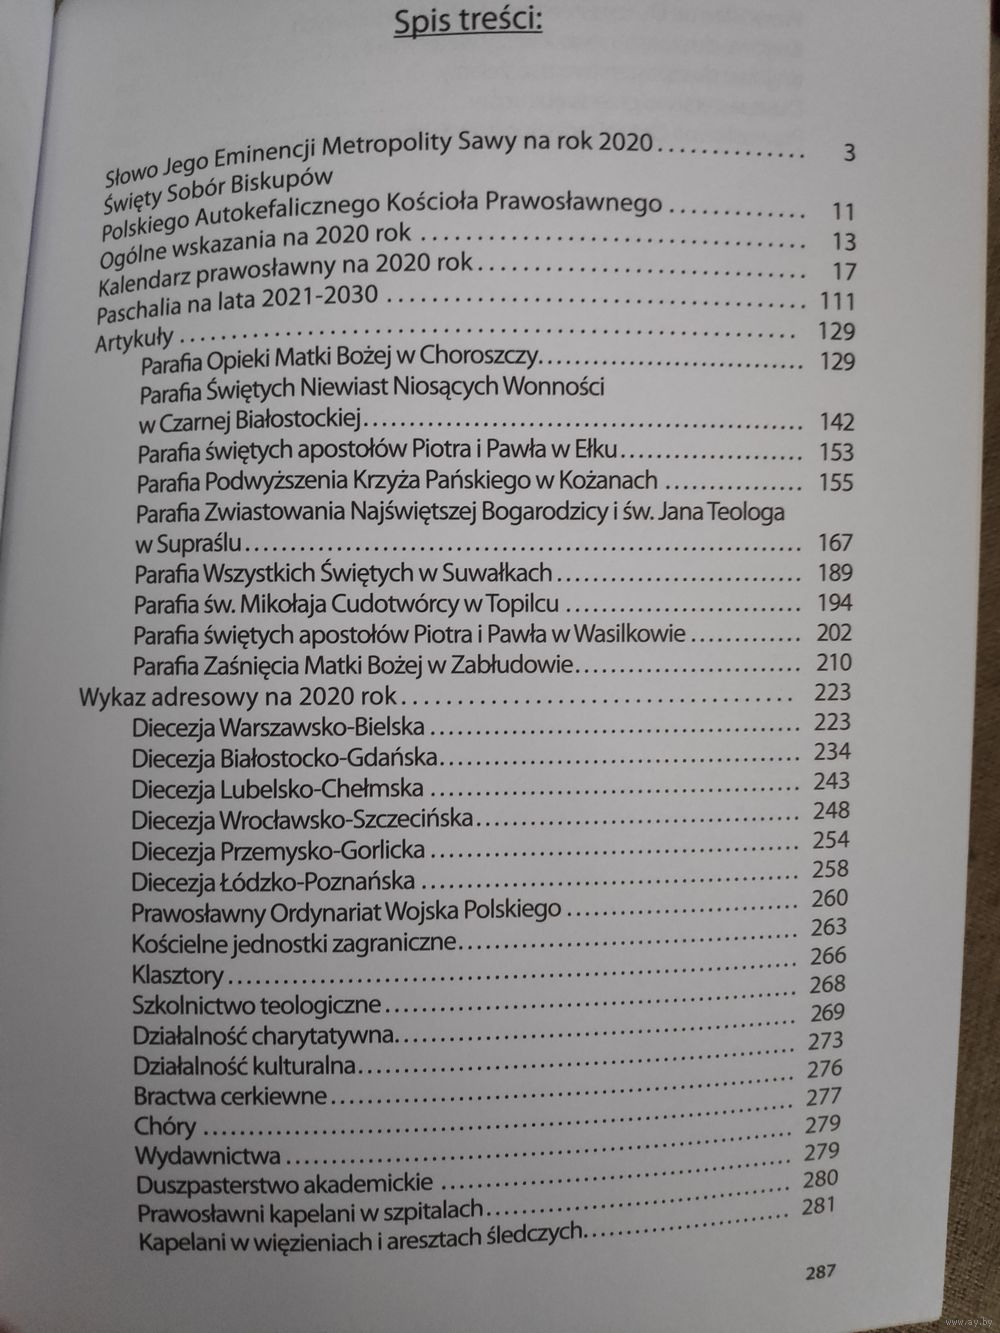 Spis treści:
Słowo Jego Eminencji Metropolity Sawy na rok 2020 . . . . . . . . . . . . . . 3
Święty Sobór Biskupów
Polskiego Autokefalicznego Kościoła Prawosławnego . . . . . . . . . . . . . 11
Ogólne wskazania na 2020 rok . . . . . . . . . . . . . . . . . . . . . . . . . . . . . . . . . . . . 13
Kalendarz prawosławny na 2020 rok . . . . . . . . . . . . . . . . . . . . . . . . . . . . . . 17
Paschalia na lata 2021-2030 . . . . . . . . . . . . . . . . . . . . . . . . . . . . . . . . . . . . . . . 111
Artykuły . . . . . . . . . . . . . . . . . . . . . . . . . . . . . . . . . . . . . . . . . . . . . . . . . . . . . . . . . 129
Parafia Opieki Matki Bożej w Choroszczy. . . . . . . . . . . . . . . . . . . . . . . . . . 129
Parafia Świętych Niewiast Niosących Wonności
w Czarnej Białostockiej . . . . . . . . . . . . . . . . . . . . . . . . . . . . . . . . . . . . . . . . . . 142
Parafia świętych apostołów Piotra i Pawła w Ełku . . . . . . . . . . . . . . . . . 153
Parafia Podwyższenia Krzyża Pańskiego w Kożanach . . . . . . . . . . . . . 155
Parafia Zwiastowania Najświętszej Bogarodzicy i św. Jana Teologa
w Supraślu . . . . . . . . . . . . . . . . . . . . . . . . . . . . . . . . . . . . . . . . . . . . . . . . . . . . . . 167
Parafia Wszystkich Świętych w Suwałkach . . . . . . . . . . . . . . . . . . . . . . . . 189
Parafia św. Mikołaja Cudotwórcy w Topilcu . . . . . . . . . . . . . . . . . . . . . . . 194
Parafia świętych apostołów Piotra i Pawła w Wasilkowie . . . . . . . . . . . 202
Parafia Zaśnięcia Matki Bożej w Zabłudowie . . . . . . . . . . . . . . . . . . . . . . 210
Wykaz adresowy na 2020 rok . . . . . . . . . . . . . . . . . . . . . . . . . . . . . . . . . . . . . 223
Diecezja Warszawsko-Bielska . . . . . . . . . . . . . . . . . . . . . . . . . . . . . . . . . . . . 223
Diecezja Białostocko-Gdańska . . . . . . . . . . . . . . . . . . . . . . . . . . . . . . . . . . . 234
Diecezja Lubelsko-Chełmska . . . . . . . . . . . . . . . . . . . . . . . . . . . . . . . . . . . . 243
Diecezja Wrocławsko-Szczecińska . . . . . . . . . . . . . . . . . . . . . . . . . . . . . . . 248
Diecezja Przemysko-Gorlicka . . . . . . . . . . . . . . . . . . . . . . . . . . . . . . . . . . . . 254
Diecezja Łódzko-Poznańska . . . . . . . . . . . . . . . . . . . . . . . . . . . . . . . . . . . . . 258
Prawosławny Ordynariat Wojska Polskiego . . . . . . . . . . . . . . . . . . . . . . 260
Kościelne jednostki zagraniczne . . . . . . . . . . . . . . . . . . . . . . . . . . . . . . . . . 263
Klasztory . . . . . . . . . . . . . . . . . . . . . . . . . . . . . . . . . . . . . . . . . . . . . . . . . . . . . . . . 266
Szkolnictwo teologiczne . . . . . . . . . . . . . . . . . . . . . . . . . . . . . . . . . . . . . . . . 268
Działalność charytatywna . . . . . . . . . . . . . . . . . . . . . . . . . . . . . . . . . . . . . . . 269
Działalność kulturalna . . . . . . . . . . . . . . . . . . . . . . . . . . . . . . . . . . . . . . . . . . 273
Bractwa cerkiewne . . . . . . . . . . . . . . . . . . . . . . . . . . . . . . . . . . . . . . . . . . . . . 276
Chóry . . . . . . . . . . . . . . . . . . . . . . . . . . . . . . . . . . . . . . . . . . . . . . . . . . . . . . . . . . . 277
Wydawnictwa . . . . . . . . . . . . . . . . . . . . . . . . . . . . . . . . . . . . . . . . . . . . . . . . . . . 279
Duszpasterstwo akademickie . . . . . . . . . . . . . . . . . . . . . . . . . . . . . . . . . . . 279
Prawosławni kapelani w szpitalach . . . . . . . . . . . . . . . . . . . . . . . . . . . . . . 280
Kapelani w więzieniach i aresztach śledczych . . . . . . . . . . . . . . . . . . . . . 281
287
www.ay.by